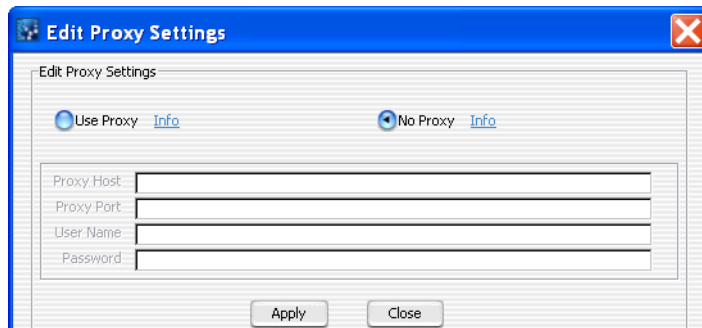 Edit Proxy Settings
Edit Proxy Settings
Use Proxy Info No Proxy Info
Proxy Host
Proxy Port
User Name
Password
Apply Close